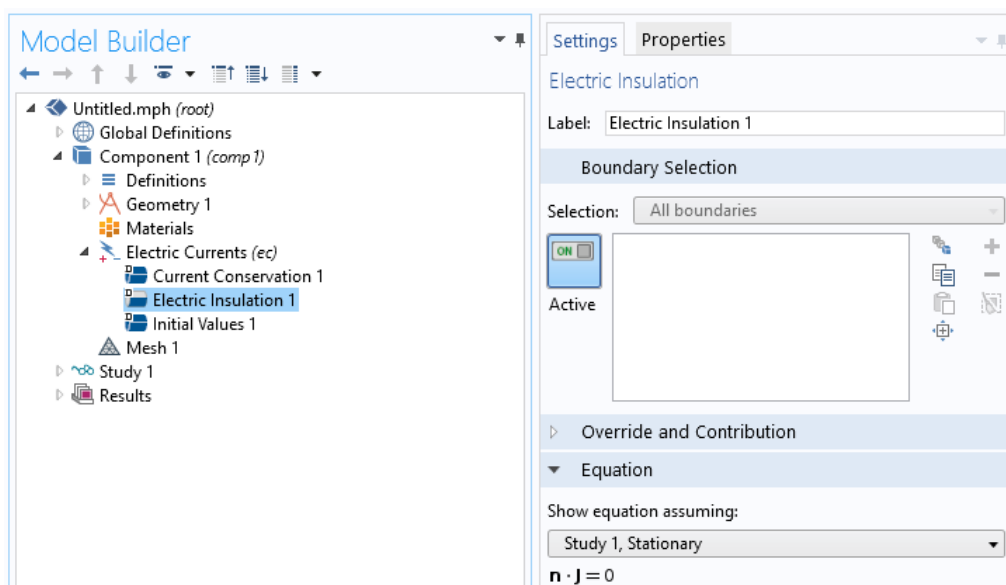 Model Builder
Untitled.mph (root)
Global Definitions
Component 1 (comp1)
Definitions
Geometry 1
Materials
Electric Currents (ec)
Current Conservation 1
Electric Insulation 1
Initial Values 1
Mesh 1
Study 1
Results
Settings Properties
Electric Insulation
Label: Electric Insulation 1
Boundary Selection
Selection: All boundaries
ON
Active
Override and Contribution
Equation
Show equation assuming:
Study 1, Stationary
n · J = 0